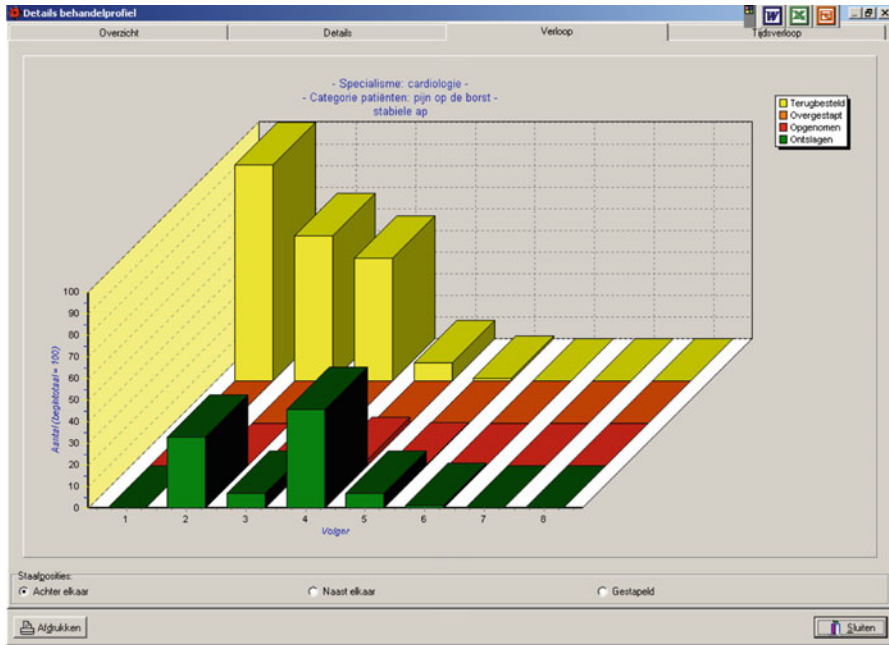 Details behandelprofiel
Overzicht
Details
Verloop
Tijdsverloop
- Specialisme: cardiologie -
- Categorie patiënten: pijn op de borst -
stabiele ap
Terugbesteld
Overgestapt
Opgenomen
Ontslagen
100
90
80
70
60
50
40
30
20
10
0
Aantal (begintotaal = 100)
1 2 3 4 5 6 7 8
Volgnr
Staafposities:
Achter elkaar
Naast elkaar
Gestapeld
Afdrukken
Sluiten